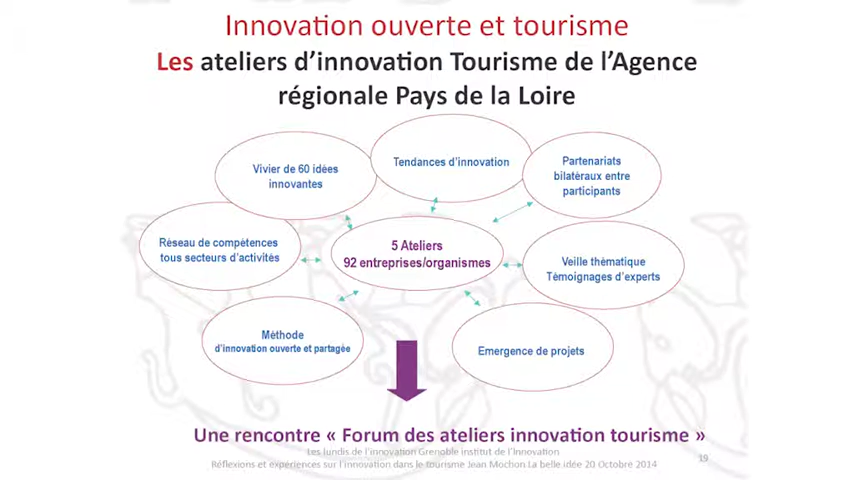 Innovation ouverte et tourisme
Les ateliers d'innovation Tourisme de l'Agence
régionale Pays de la Loire
Tendances d'innovation
Vivier de 60 idées
innovantes
Partenariats
bilatéraux entre
participants
Réseau de compétences
tous secteurs d'activités
5 Ateliers
92 entreprises/organismes
Veille thématique
Témoignages d'experts
Méthode
d'innovation ouverte et partagée
Emergence de projets
Une rencontre « Forum des ateliers innovation tourisme »
Les lundis de l'innovation Grenoble institut de l'Innovation
Réflexions et expériences sur l'innovation dans le tourisme Jean Mochon La belle idée 20 Octobre 2014
19